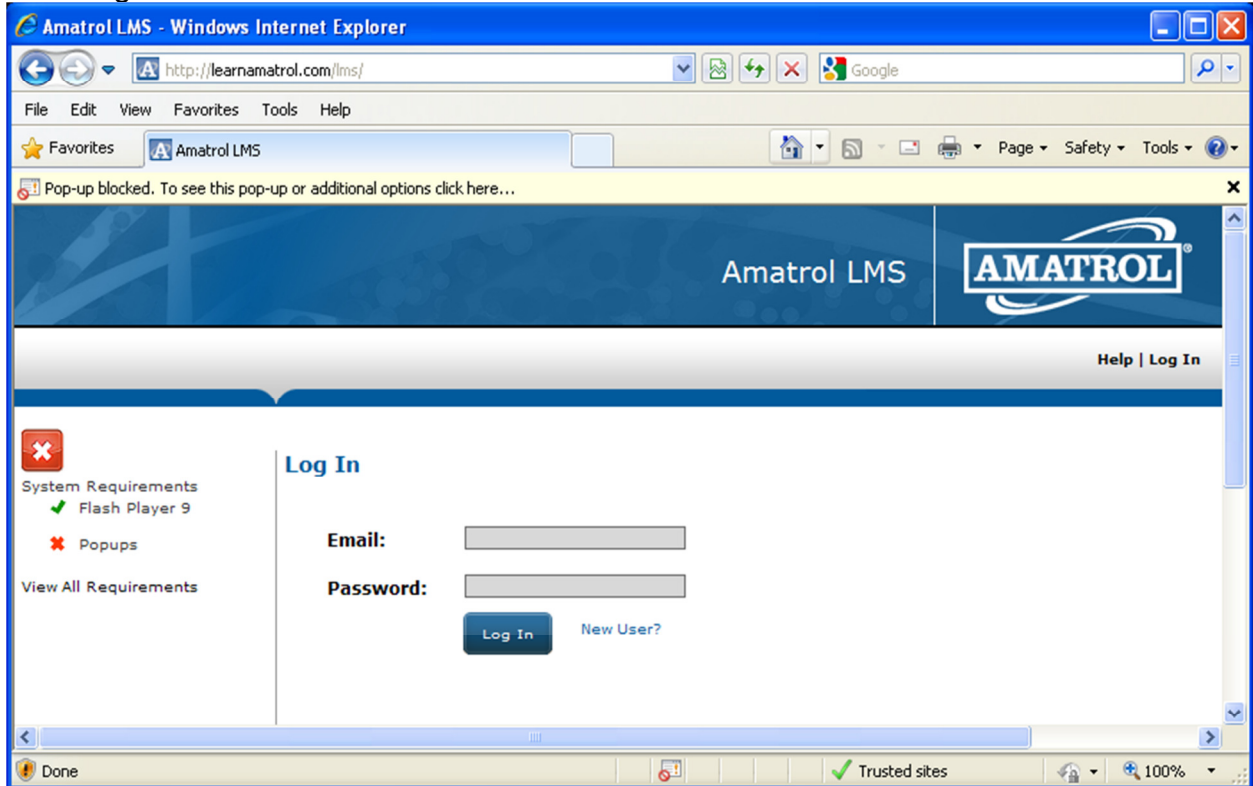 Amatrol LMS - Windows Internet Explorer
http://learnamatrol.com/lms/
Google
File Edit View Favorites Tools Help
Favorites Amatrol LMS Page Safety Tools
Pop-up blocked. To see this pop-up or additional options click here...
Amatrol LMS AMATROL®
Help | Log In
System Requirements
Flash Player 9
Popups
View All Requirements
Log In
Email:
Password:
Log In New User?
Done Trusted sites 100%